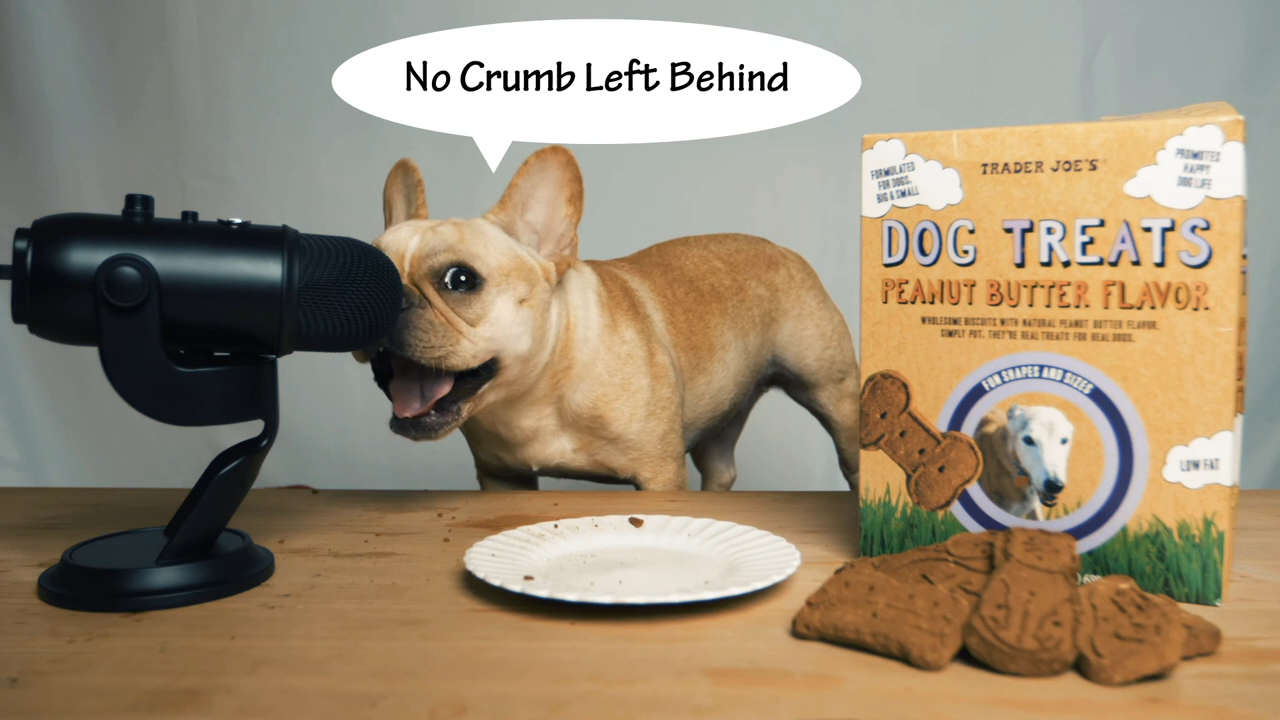 No Crumb Left Behind
FORMULATED
FOR DOGS,
BIG & SMALL
TRADER JOE'S
PROMOTES
HAPPY
DOG LIFE
DOG TREATS
PEANUT BUTTER FLAVOR
WHOLESOME BISCUITS WITH NATURAL PEANUT BUTTER FLAVOR.
SIMPLY PUT, THEY'RE REAL TREATS FOR REAL DOGS.
FUN SHAPES AND SIZES
LOW FAT